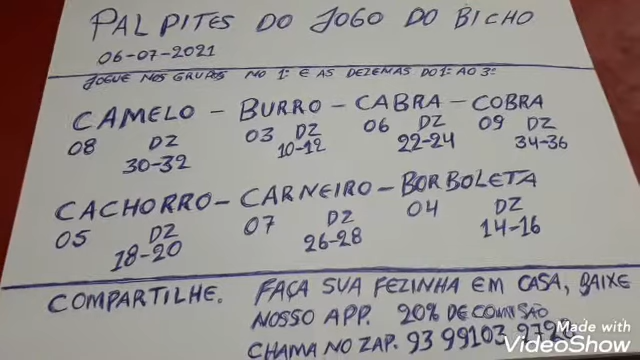 PALPITES DO JOGO DO BICHO
06-07-2021
JOGUE NOS GRUPOS NO 1º E AS DEZEMAS DO 1º AO 3º
CAMELO - BURRO - CABRA - COBRA
08 DZ 03 DZ 06 DZ 09 DZ
30-32 10-12 22-24 34-36
CACHORRO - CARNEIRO - BORBOLETA
05 DZ 07 DZ 04 DZ
18-20 26-28 14-16
COMPARTILHE. FAÇA SUA FEZINHA EM CASA, BAIXE
NOSSO APP. 20% DE COMISSÃO
CHAMA NO ZAP. 93 99103
Made with
VideoShow